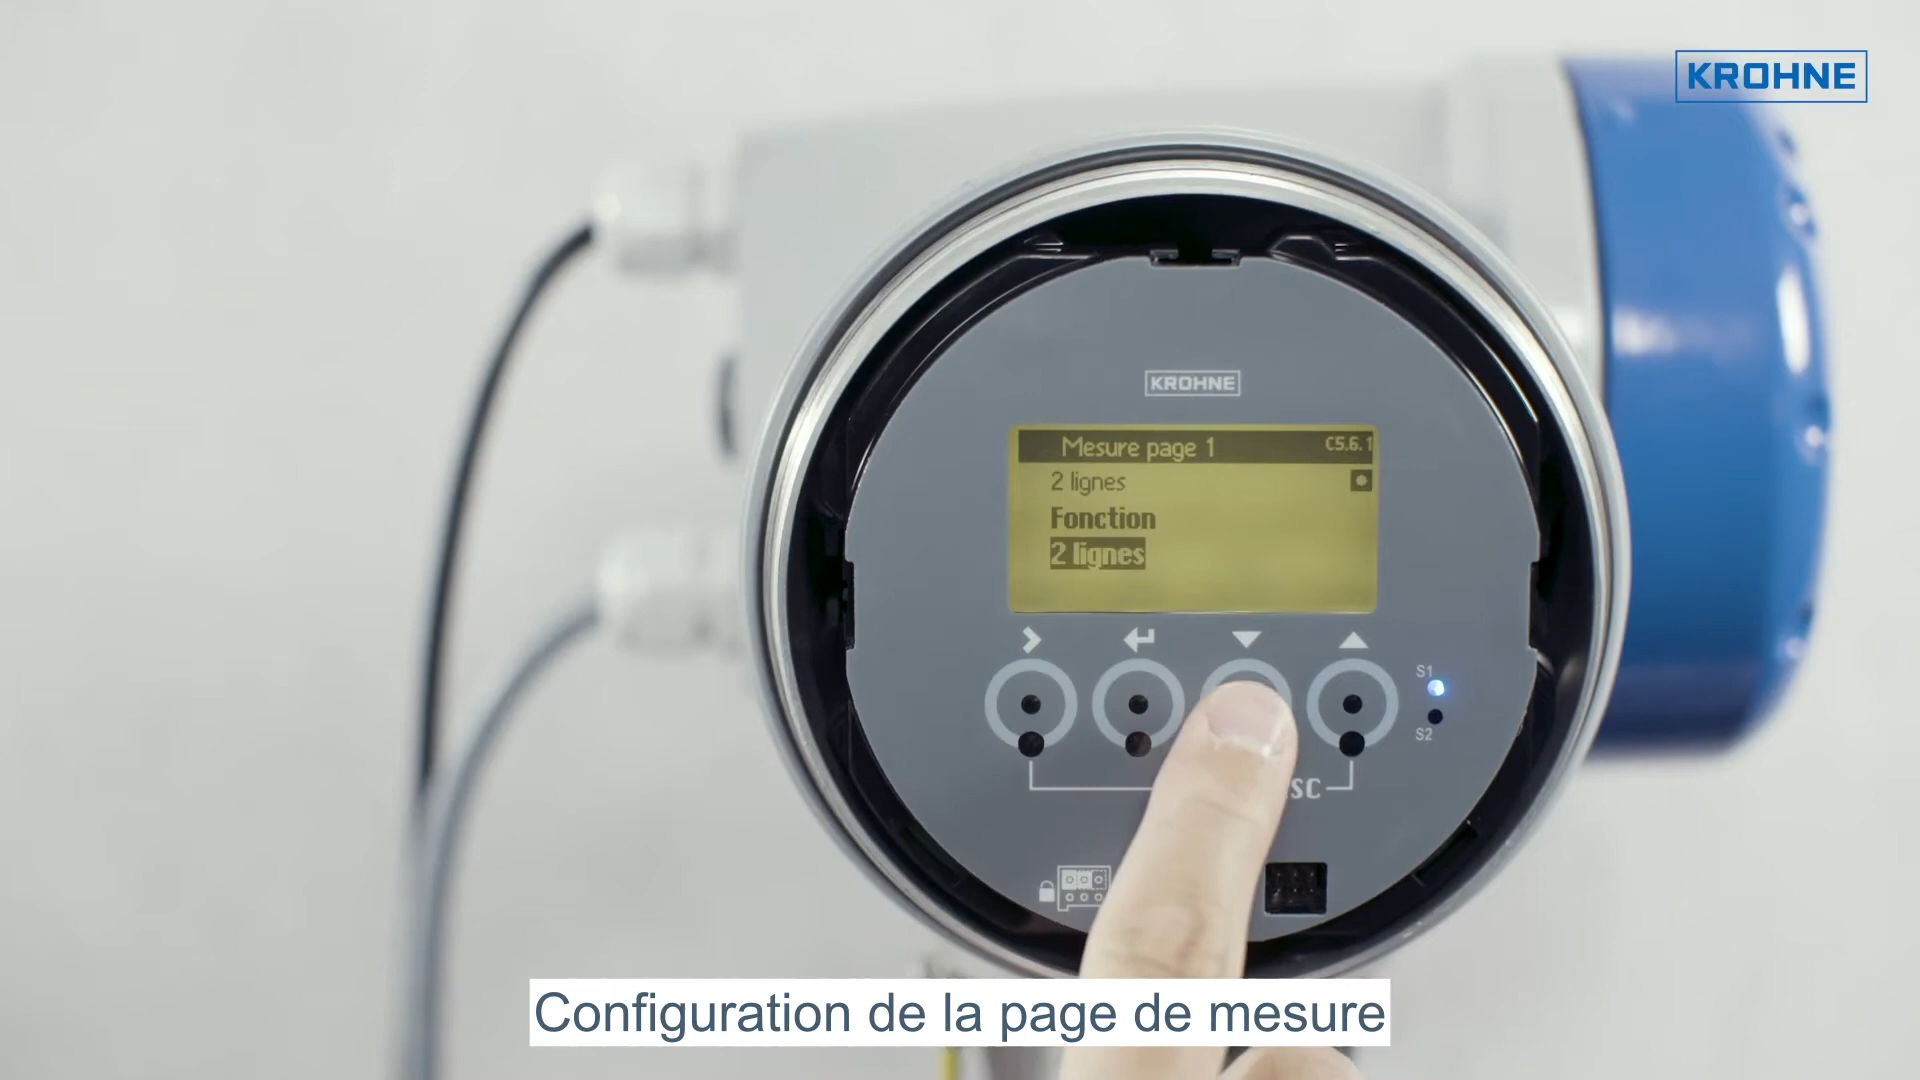 KROHNE
KROHNE
Mesure page 1 C5.6.1
2 lignes
Fonction
2 lignes
S1
S2
SC
Configuration de la page de mesure